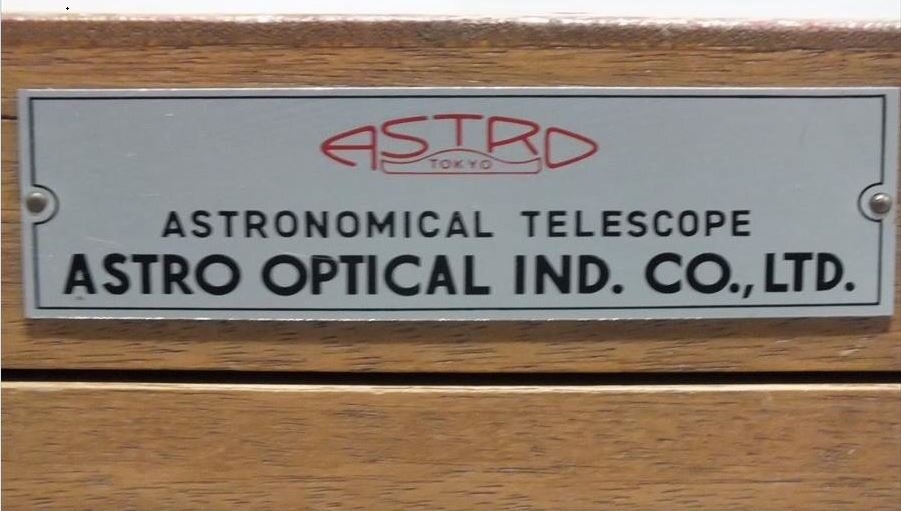 ASTRO
TOKYO
ASTRONOMICAL TELESCOPE
ASTRO OPTICAL IND. CO., LTD.